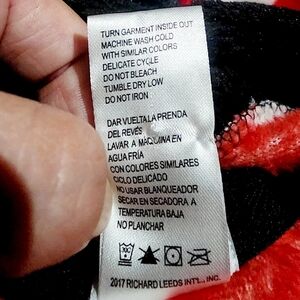 TURN GARMENT INSIDE OUT
MACHINE WASH COLD
WITH SIMILAR COLORS
DELICATE CYCLE
DO NOT BLEACH
TUMBLE DRY LOW
DO NOT IRON
DAR VUELTA LA PRENDA
DEL REVÉS
LAVAR A MÁQUINA EN
AGUA FRÍA
CON COLORES SIMILARES
CICLO DELICADO
NO USAR BLANQUEADOR
SECAR EN SECADORA A
TEMPERATURA BAJA
NO PLANCHAR
2017 RICHARD LEEDS INT'L., INC.